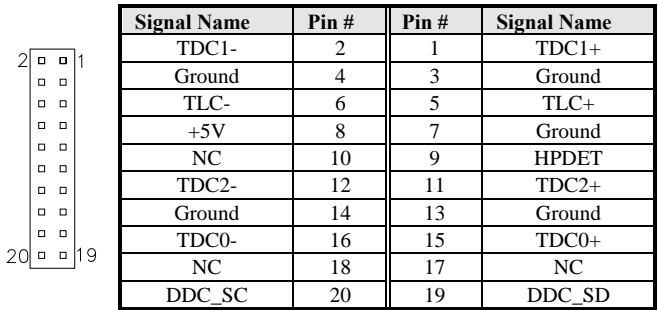 2 1
20 19
Signal Name Pin # Pin # Signal Name
TDC1- 2 1 TDC1+
Ground 4 3 Ground
TLC- 6 5 TLC+
+5V 8 7 Ground
NC 10 9 HPDET
TDC2- 12 11 TDC2+
Ground 14 13 Ground
TDC0- 16 15 TDC0+
NC 18 17 NC
DDC_SC 20 19 DDC_SD